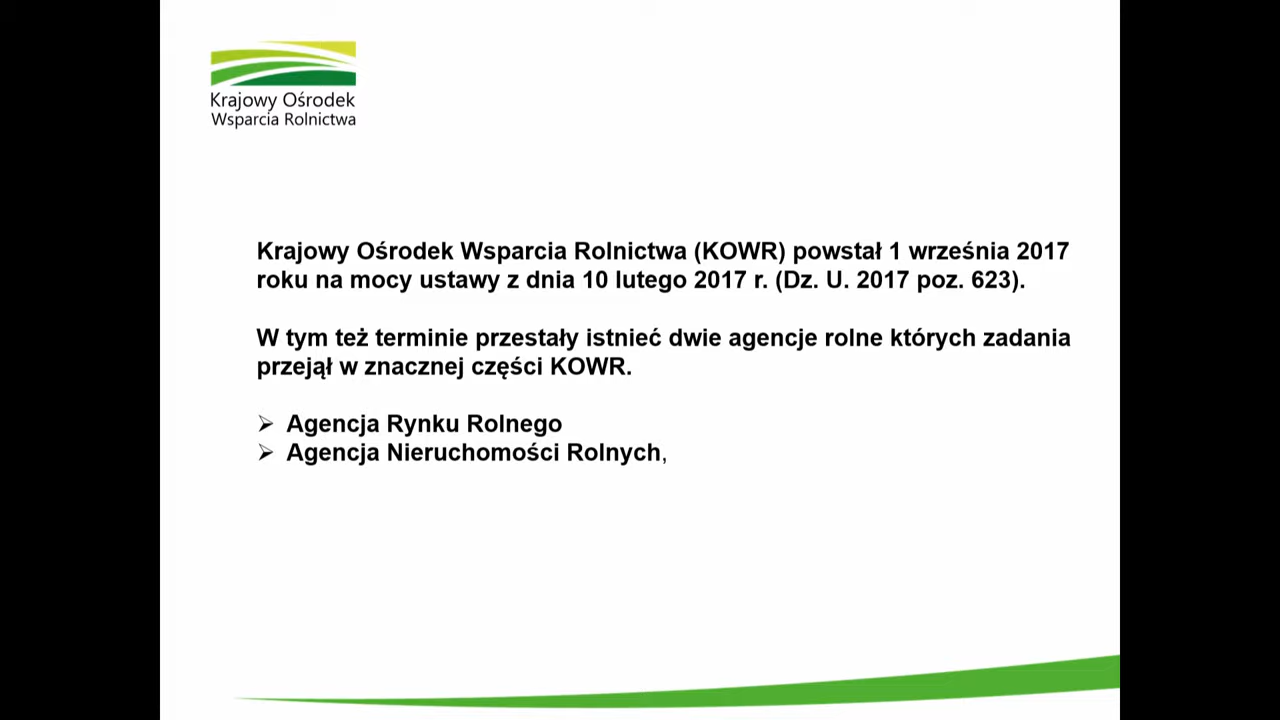 Krajowy Ośrodek
Wsparcia Rolnictwa
Krajowy Ośrodek Wsparcia Rolnictwa (KOWR) powstał 1 września 2017
roku na mocy ustawy z dnia 10 lutego 2017 r. (Dz. U. 2017 poz. 623).
W tym też terminie przestały istnieć dwie agencje rolne których zadania
przejął w znacznej części KOWR.
➢ Agencja Rynku Rolnego
➢ Agencja Nieruchomości Rolnych,